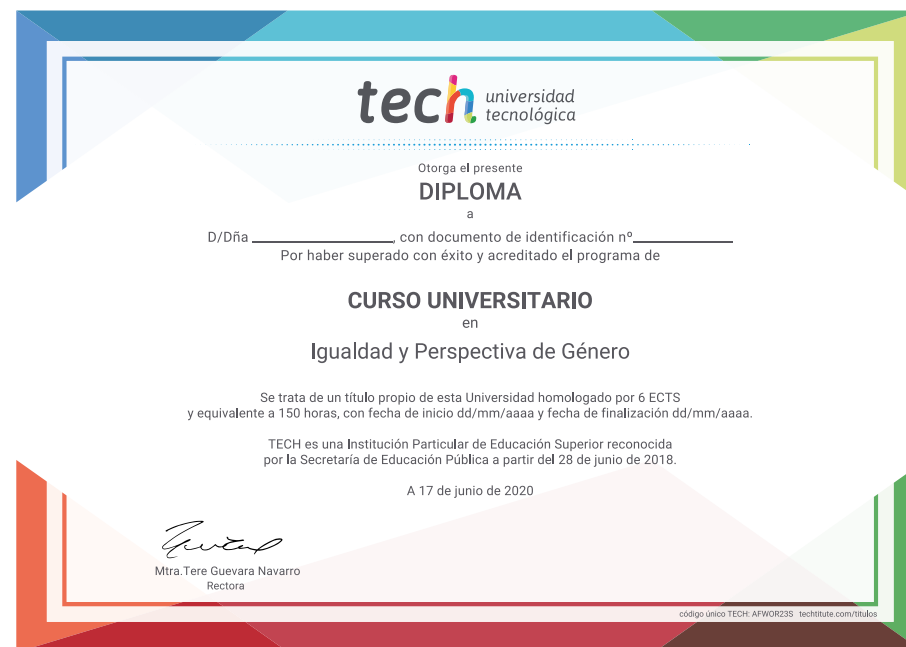 tech universidad
tecnológica
Otorga el presente
DIPLOMA
a
D/Dña ____________________, con documento de identificación nº______________
Por haber superado con éxito y acreditado el programa de
CURSO UNIVERSITARIO
en
Igualdad y Perspectiva de Género
Se trata de un título propio de esta Universidad homologado por 6 ECTS
y equivalente a 150 horas, con fecha de inicio dd/mm/aaaa y fecha de finalización dd/mm/aaaa.
TECH es una Institución Particular de Educación Superior reconocida
por la Secretaría de Educación Pública a partir del 28 de junio de 2018.
A 17 de junio de 2020
Mtra.Tere Guevara Navarro
Rectora
código único TECH: AFWOR23S techtitute.com/titulos